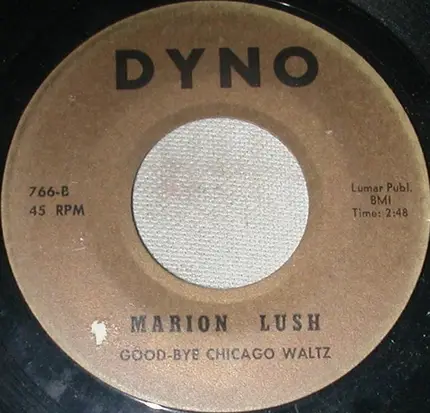 DYNO
766-B
45 RPM
Lumar Publ.
BMI
Time: 2:48
MARION LUSH
GOOD-BYE CHICAGO WALTZ